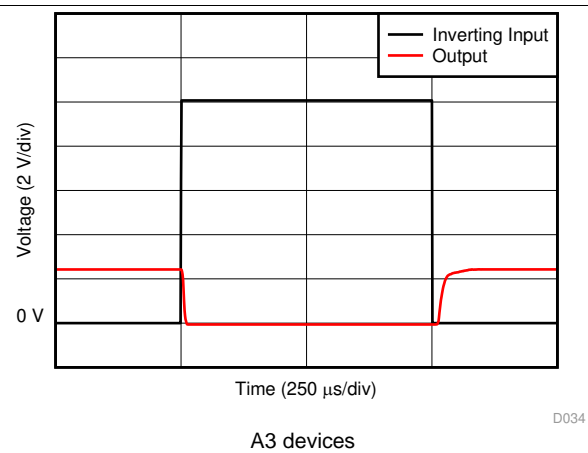 Inverting Input
Output
Voltage (2 V/div)
0 V
Time (250 μs/div)
D034
A3 devices